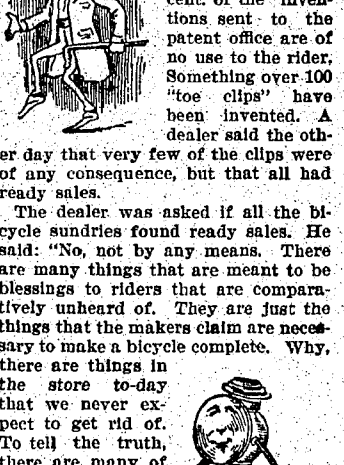 cent. of the inven-
tions sent to the
patent office are of
no use to the rider.
Something over 100
"toe clips" have
been invented. A
dealer said the oth-
er day that very few of the clips were
of any consequence, but that all had
ready sales.
The dealer was asked if all the bi-
cycle sundries found ready sales. He
said: "No, not by any means. There
are many things that are meant to be
blessings to riders that are compara-
tively unheard of. They are just the
things that the makers claim are neces-
sary to make a bicycle complete. Why,
there are things in
the store to-day
that we never ex-
pect to get rid of.
To tell the truth,
there are many of